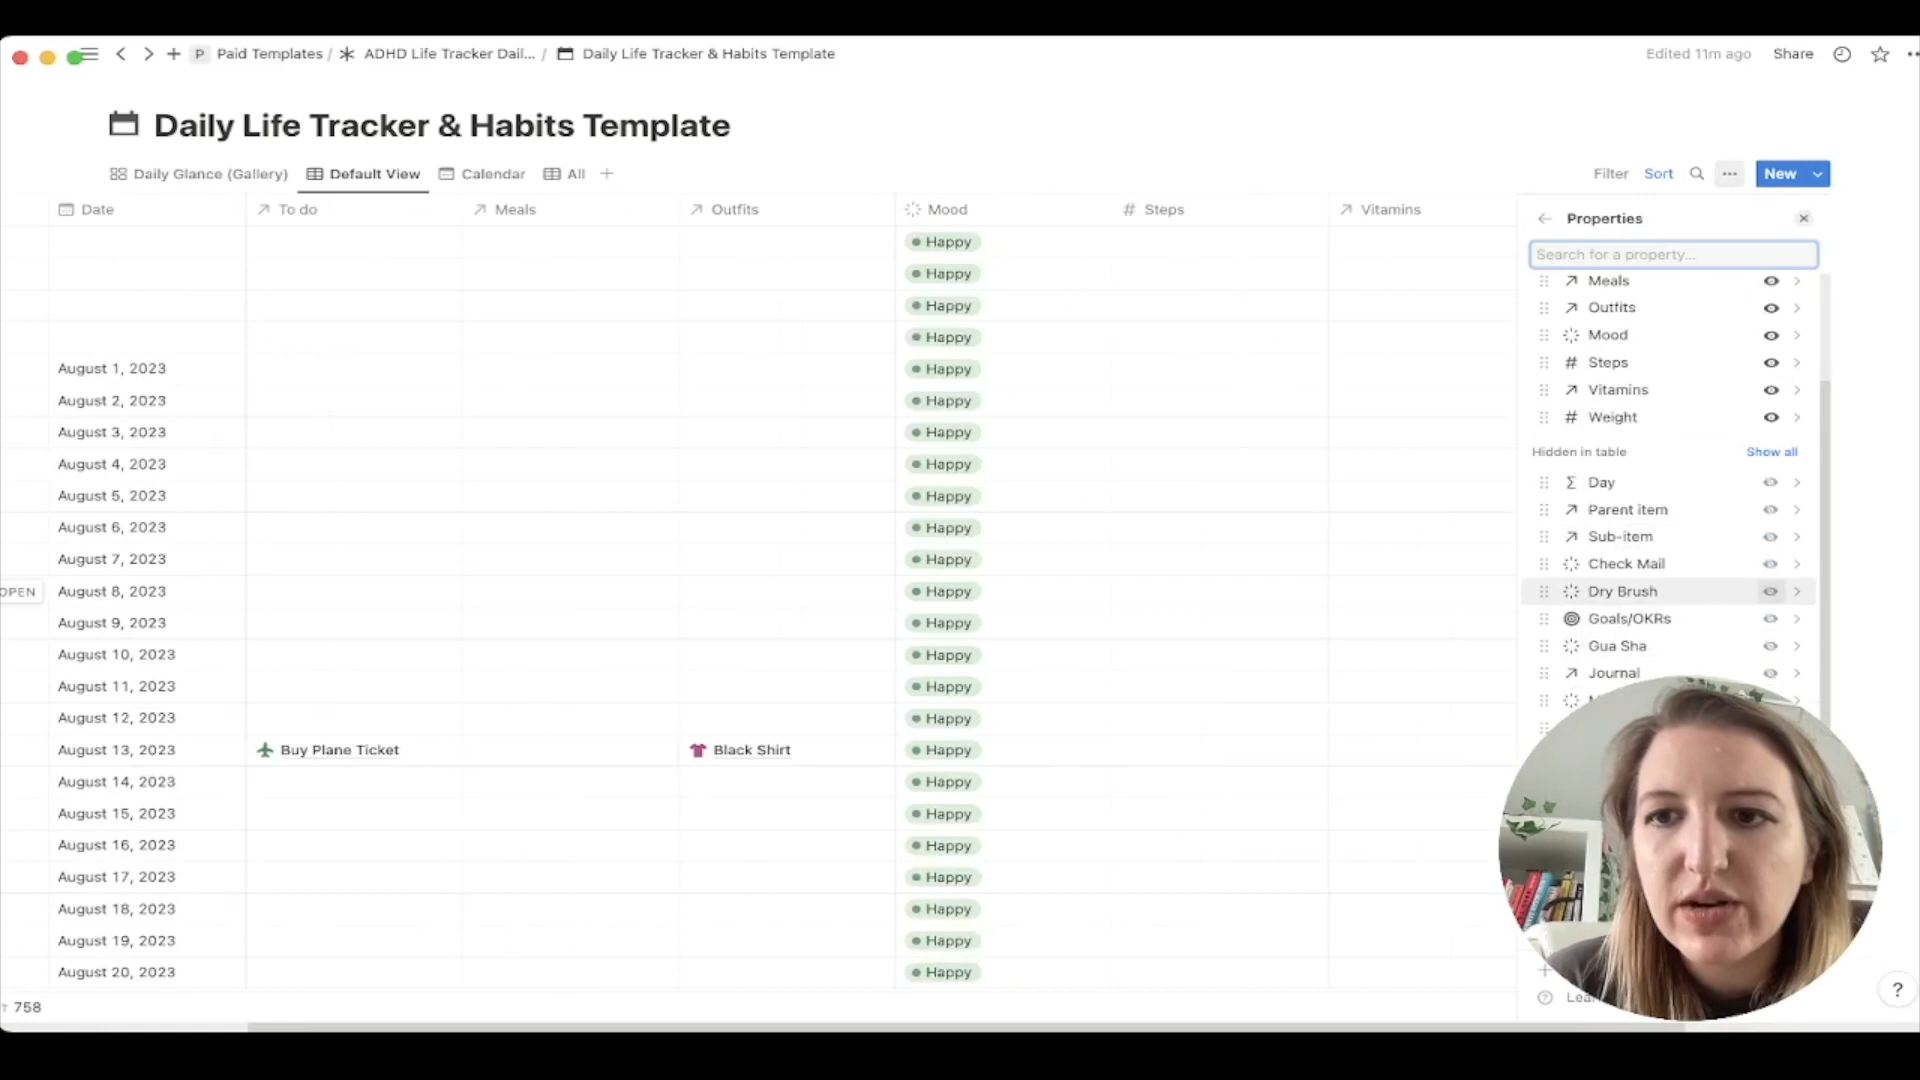 P Paid Templates / ADHD Life Tracker Dail... / Daily Life Tracker & Habits Template
Edited 11m ago Share
Daily Life Tracker & Habits Template
Daily Glance (Gallery) Default View Calendar All
Filter Sort New
Date To do Meals Outfits Mood Steps Vitamins
Happy
Happy
Happy
Happy
August 1, 2023 Happy
August 2, 2023 Happy
August 3, 2023 Happy
August 4, 2023 Happy
August 5, 2023 Happy
August 6, 2023 Happy
August 7, 2023 Happy
OPEN August 8, 2023 Happy
August 9, 2023 Happy
August 10, 2023 Happy
August 11, 2023 Happy
August 12, 2023 Happy
August 13, 2023 Buy Plane Ticket Black Shirt Happy
August 14, 2023 Happy
August 15, 2023 Happy
August 16, 2023 Happy
August 17, 2023 Happy
August 18, 2023 Happy
August 19, 2023 Happy
August 20, 2023 Happy
758
Properties
Search for a property...
Meals
Outfits
Mood
# Steps
Vitamins
# Weight
Hidden in table Show all
Σ Day
Parent item
Sub-item
Check Mail
Dry Brush
Goals/OKRs
Gua Sha
Journal
?